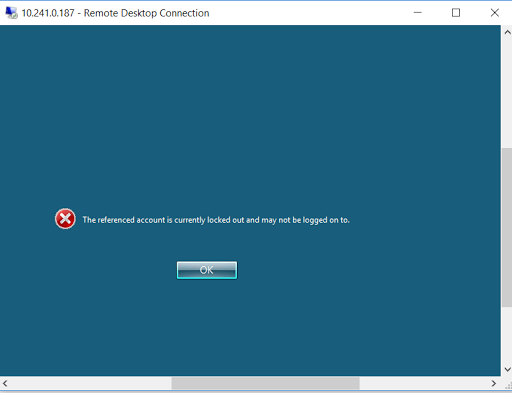 10.241.0.187 - Remote Desktop Connection
The referenced account is currently locked out and may not be logged on to.
OK